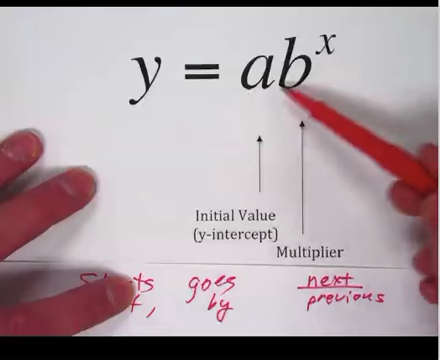 y = ab^x
Initial Value
(y-intercept)
Multiplier
goes next
by previous